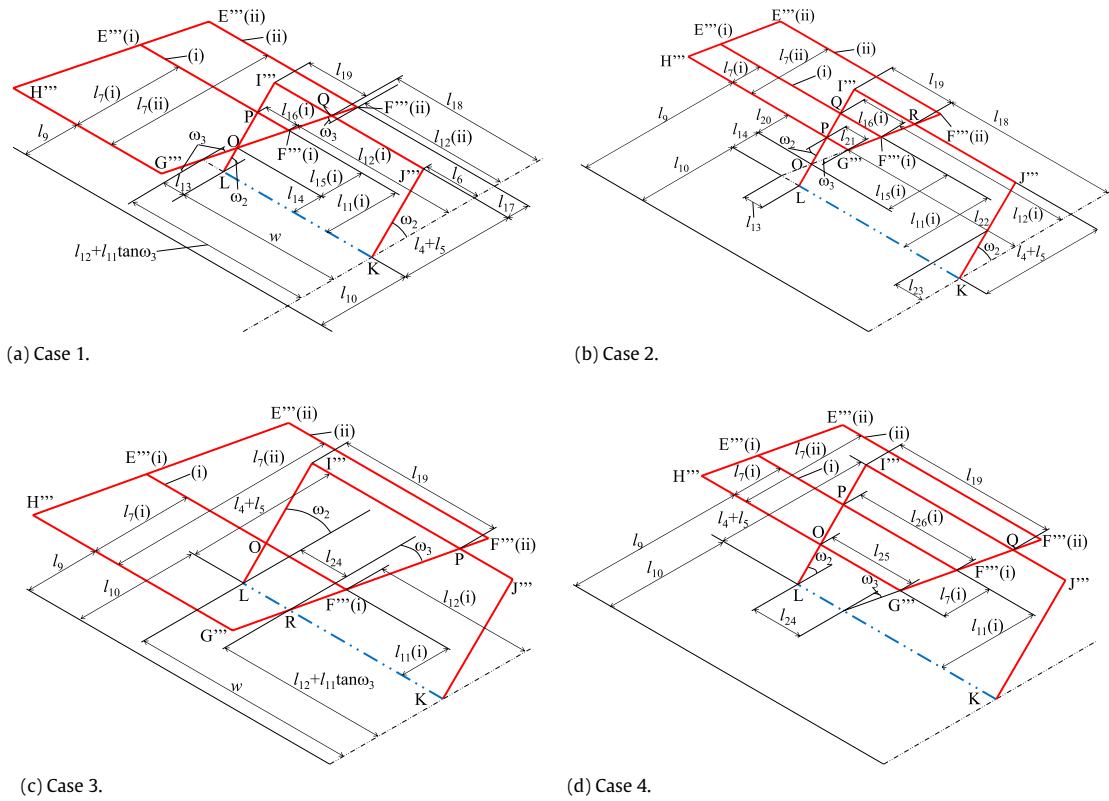 E’’’(ii)
E’’’(i)
(ii)
(i)
l19
I’’’
H’’’
l7(i)
l7(ii)
l18
Q
P
l16(i)
ω3
F’’’(ii)
l9
ω3
O
F’’’(i)
l12(ii)
l12(i)
G’’’
L
l15(i)
J’’’
l6
l13
ω2
l14
l11(i)
l17
w
ω2
l4+l5
l12+l11tanω3
K
l10
(a) Case 1.
E’’’(ii)
E’’’(i)
(ii)
H’’’
(i)
l7(i)
l7(ii)
I’’’
l19
Q
l16(i)
R
l18
l9
l20
l14
P
l21
F’’’(ii)
ω2
O
G’’’
F’’’(i)
l10
ω3
L
l15(i)
J’’’
l13
l11(i)
l22
l12(i)
ω2
l4+l5
l23
K
(b) Case 2.
E’’’(ii)
(ii)
E’’’(i)
(i)
l7(ii)
I’’’
l19
H’’’
l4+l5
l7(i)
ω2
O
ω3
F’’’(ii)
l9
l24
P
l10
L
F’’’(i)
l12(i)
J’’’
R
G’’’
l11(i)
w
l12+l11tanω3
K
(c) Case 3.
E’’’(ii)
E’’’(i)
(ii)
l7(ii)
(i)
I’’’
H’’’
l7(i)
l19
P
l4+l5
l26(i)
O
Q
F’’’(ii)
l9
l25
l10
ω2
F’’’(i)
J’’’
L
ω3
G’’’
l7(i)
l24
l11(i)
K
(d) Case 4.